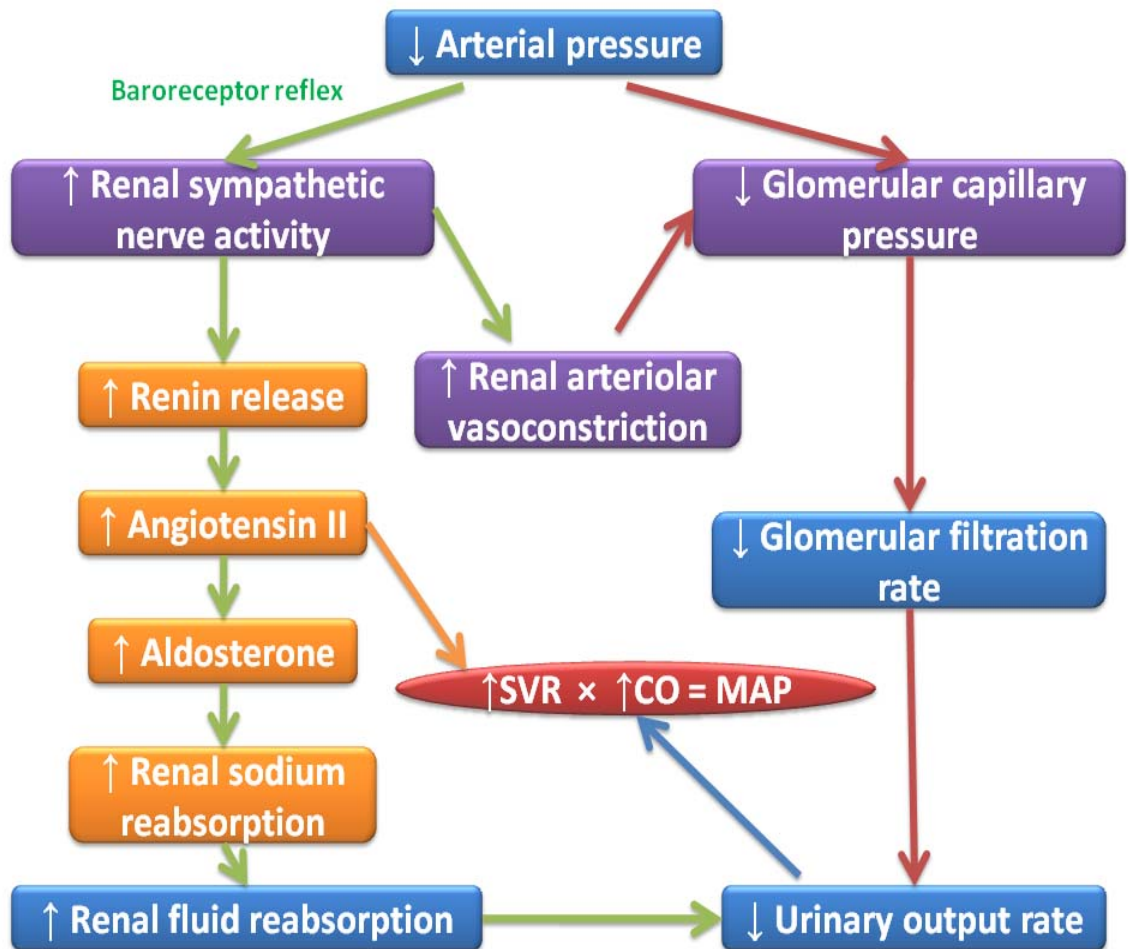 ↓ Arterial pressure
Baroreceptor reflex
↑ Renal sympathetic
nerve activity
↓ Glomerular capillary
pressure
↑ Renal arteriolar
vasoconstriction
↑ Renin release
↑ Angiotensin II
↓ Glomerular filtration
rate
↑ Aldosterone
↑SVR × ↑CO = MAP
↑ Renal sodium
reabsorption
↑ Renal fluid reabsorption
↓ Urinary output rate